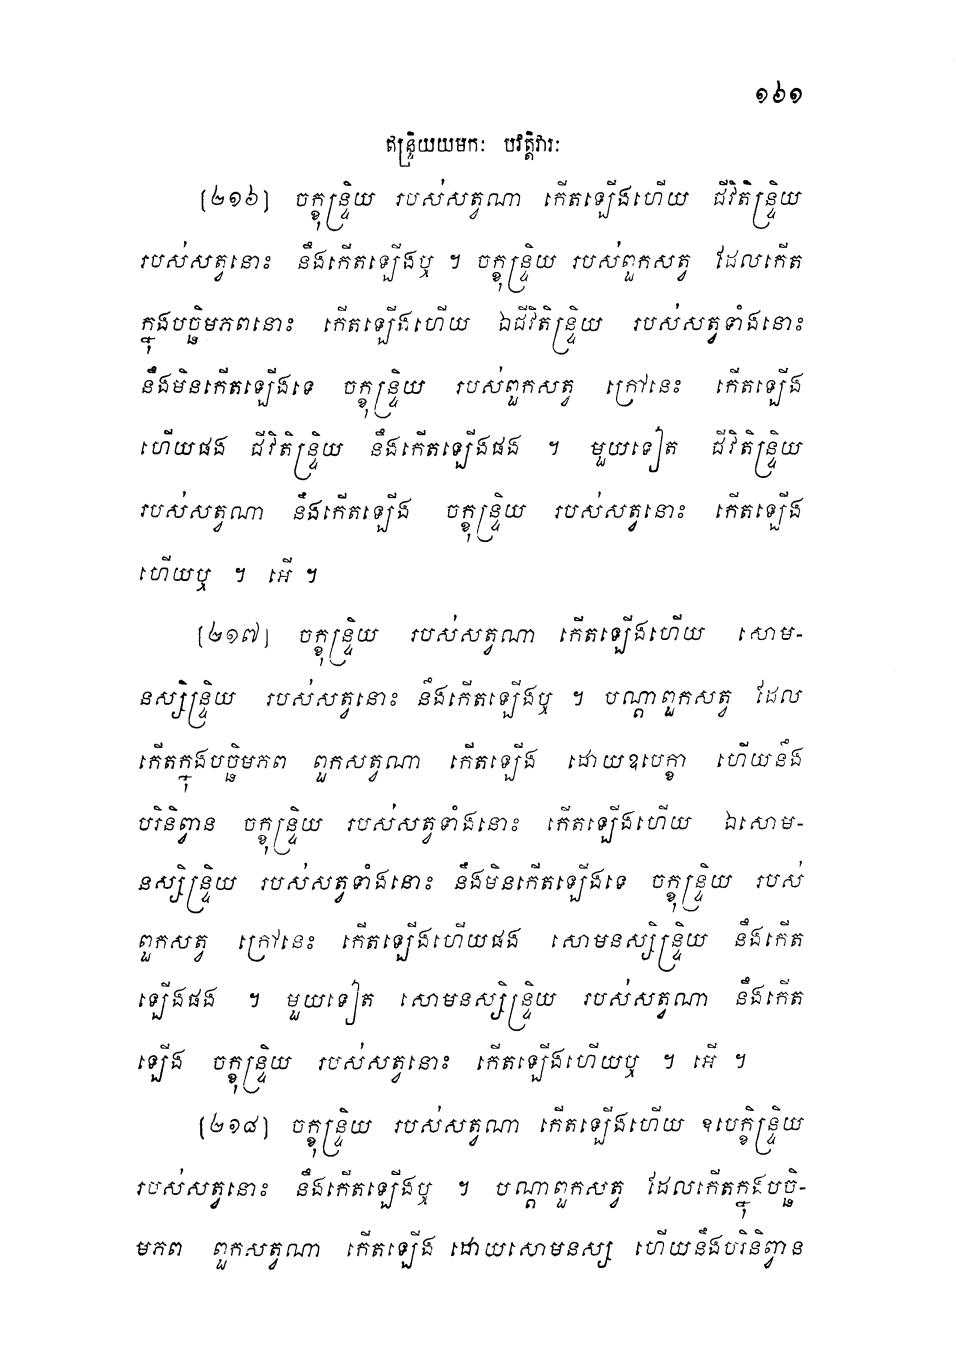 ១៦១
ឥន្ទ្រិយយមកៈ បវត្តិវារៈ
[២១៦] ចក្ខុន្ទ្រិយ របស់សត្វណា កើតឡើងហើយ ជីវិតិន្ទ្រិយ
របស់សត្វនោះ នឹងកើតឡើងឬ ។ ចក្ខុន្ទ្រិយ របស់ពួកសត្វ ដែលកើត
ក្នុងបច្ឆិមភពនោះ កើតឡើងហើយ ឯជីវិតិន្ទ្រិយ របស់សត្វទាំងនោះ
នឹងមិនកើតឡើងទេ ចក្ខុន្ទ្រិយ របស់ពួកសត្វ ក្រៅនេះ កើតឡើង
ហើយផង ជីវិតិន្ទ្រិយ នឹងកើតឡើងផង ។ មួយទៀត ជីវិតិន្ទ្រិយ
របស់សត្វណា នឹងកើតឡើង ចក្ខុន្ទ្រិយ របស់សត្វនោះ កើតឡើង
ហើយឬ ។ អើ ។
[២១៧] ចក្ខុន្ទ្រិយ របស់សត្វណា កើតឡើងហើយ សោម-
នស្សិន្ទ្រិយ របស់សត្វនោះ នឹងកើតឡើងឬ ។ បណ្តាពួកសត្វ ដែល
កើតក្នុងបច្ឆិមភព ពួកសត្វណា កើតឡើង ដោយឧបេក្ខា ហើយនឹង
បរិនិព្វាន ចក្ខុន្ទ្រិយ របស់សត្វទាំងនោះ កើតឡើងហើយ ឯសោម-
នស្សិន្ទ្រិយ របស់សត្វទាំងនោះ នឹងមិនកើតឡើងទេ ចក្ខុន្ទ្រិយ របស់
ពួកសត្វ ក្រៅនេះ កើតឡើងហើយផង សោមនស្សិន្ទ្រិយ នឹងកើត
ឡើងផង ។ មួយទៀត សោមនស្សិន្ទ្រិយ របស់សត្វណា នឹងកើត
ឡើង ចក្ខុន្ទ្រិយ របស់សត្វនោះ កើតឡើងហើយឬ ។ អើ ។
[២១៨] ចក្ខុន្ទ្រិយ របស់សត្វណា កើតឡើងហើយ ឧបេក្ខិន្ទ្រិយ
របស់សត្វនោះ នឹងកើតឡើងឬ ។ បណ្តាពួកសត្វ ដែលកើតក្នុងបច្ឆិ-
មភព ពួកសត្វណា កើតឡើង ដោយសោមនស្ស ហើយនឹងបរិនិព្វាន